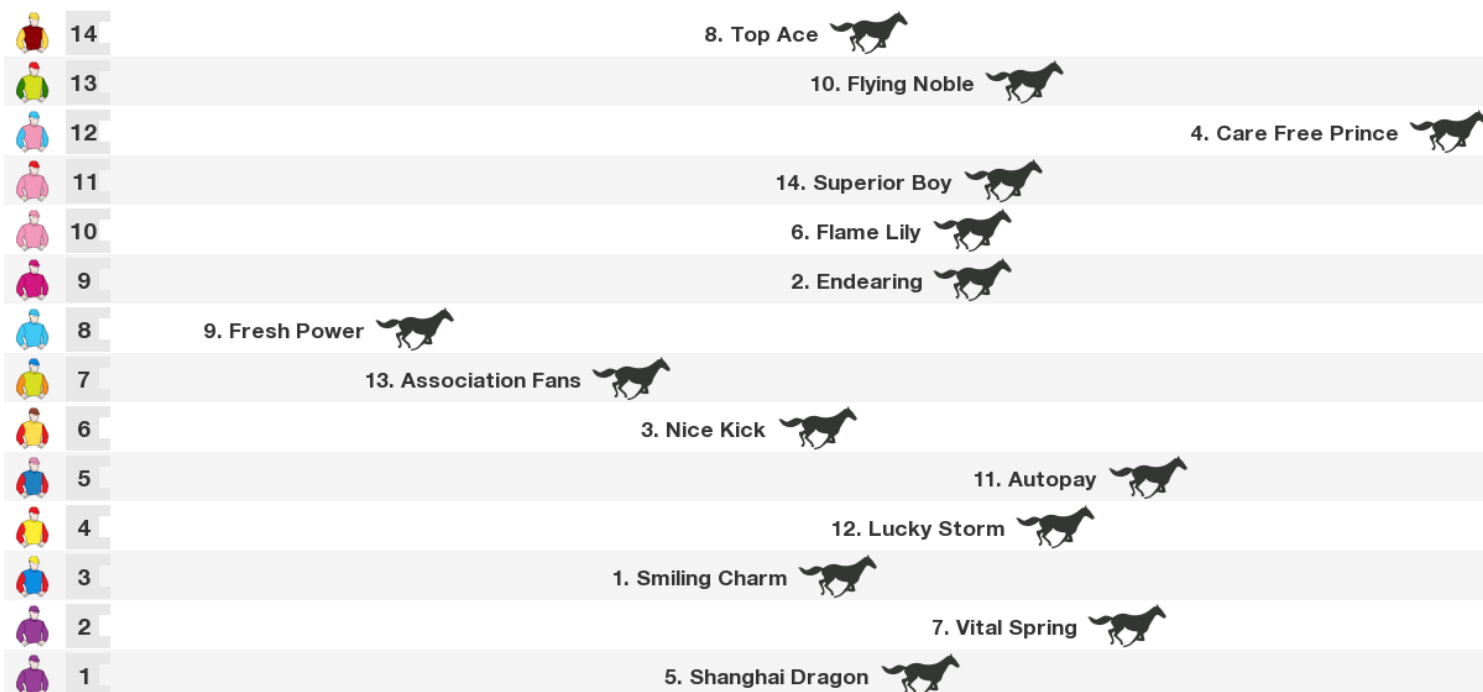 14 8. Top Ace
13 10. Flying Noble
12 4. Care Free Prince
11 14. Superior Boy
10 6. Flame Lily
9 2. Endearing
8 9. Fresh Power
7 13. Association Fans
6 3. Nice Kick
5 11. Autopay
4 12. Lucky Storm
3 1. Smiling Charm
2 7. Vital Spring
1 5. Shanghai Dragon